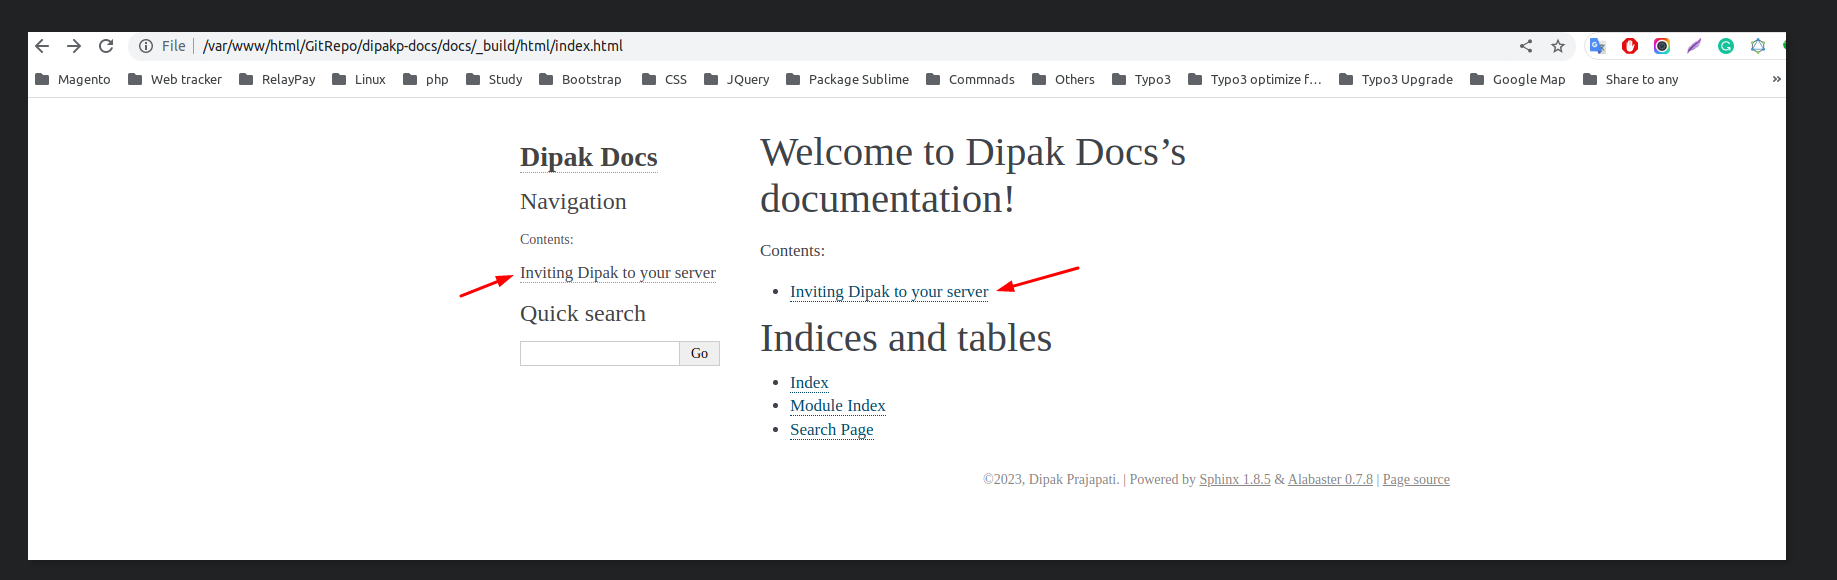 File | /var/www/html/GitRepo/dipakp-docs/docs/_build/html/index.html
Magento Web tracker RelayPay Linux php Study Bootstrap CSS JQuery Package Sublime Commnads Others Typo3 Typo3 optimize f... Typo3 Upgrade Google Map Share to any »
Dipak Docs
Navigation
Contents:
Inviting Dipak to your server
Quick search
Go
Welcome to Dipak Docs’s
documentation!
Contents:
• Inviting Dipak to your server
Indices and tables
• Index
• Module Index
• Search Page
©2023, Dipak Prajapati. | Powered by Sphinx 1.8.5 & Alabaster 0.7.8 | Page source